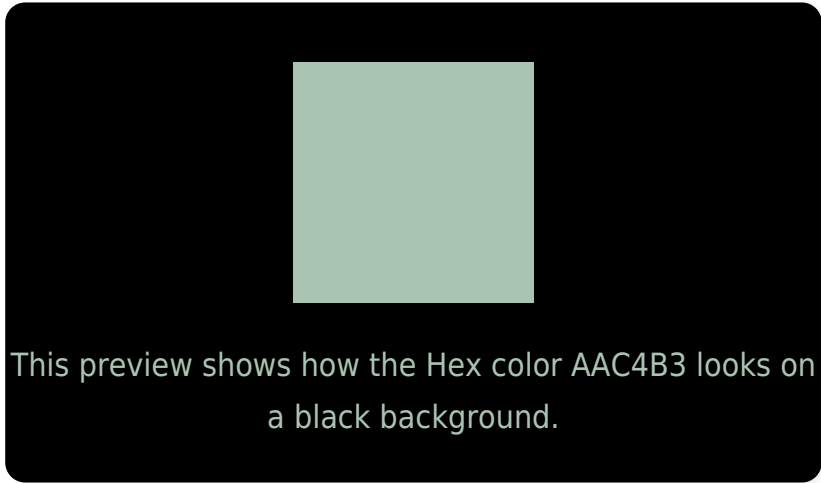 This preview shows how the Hex color AAC4B3 looks on
a black background.